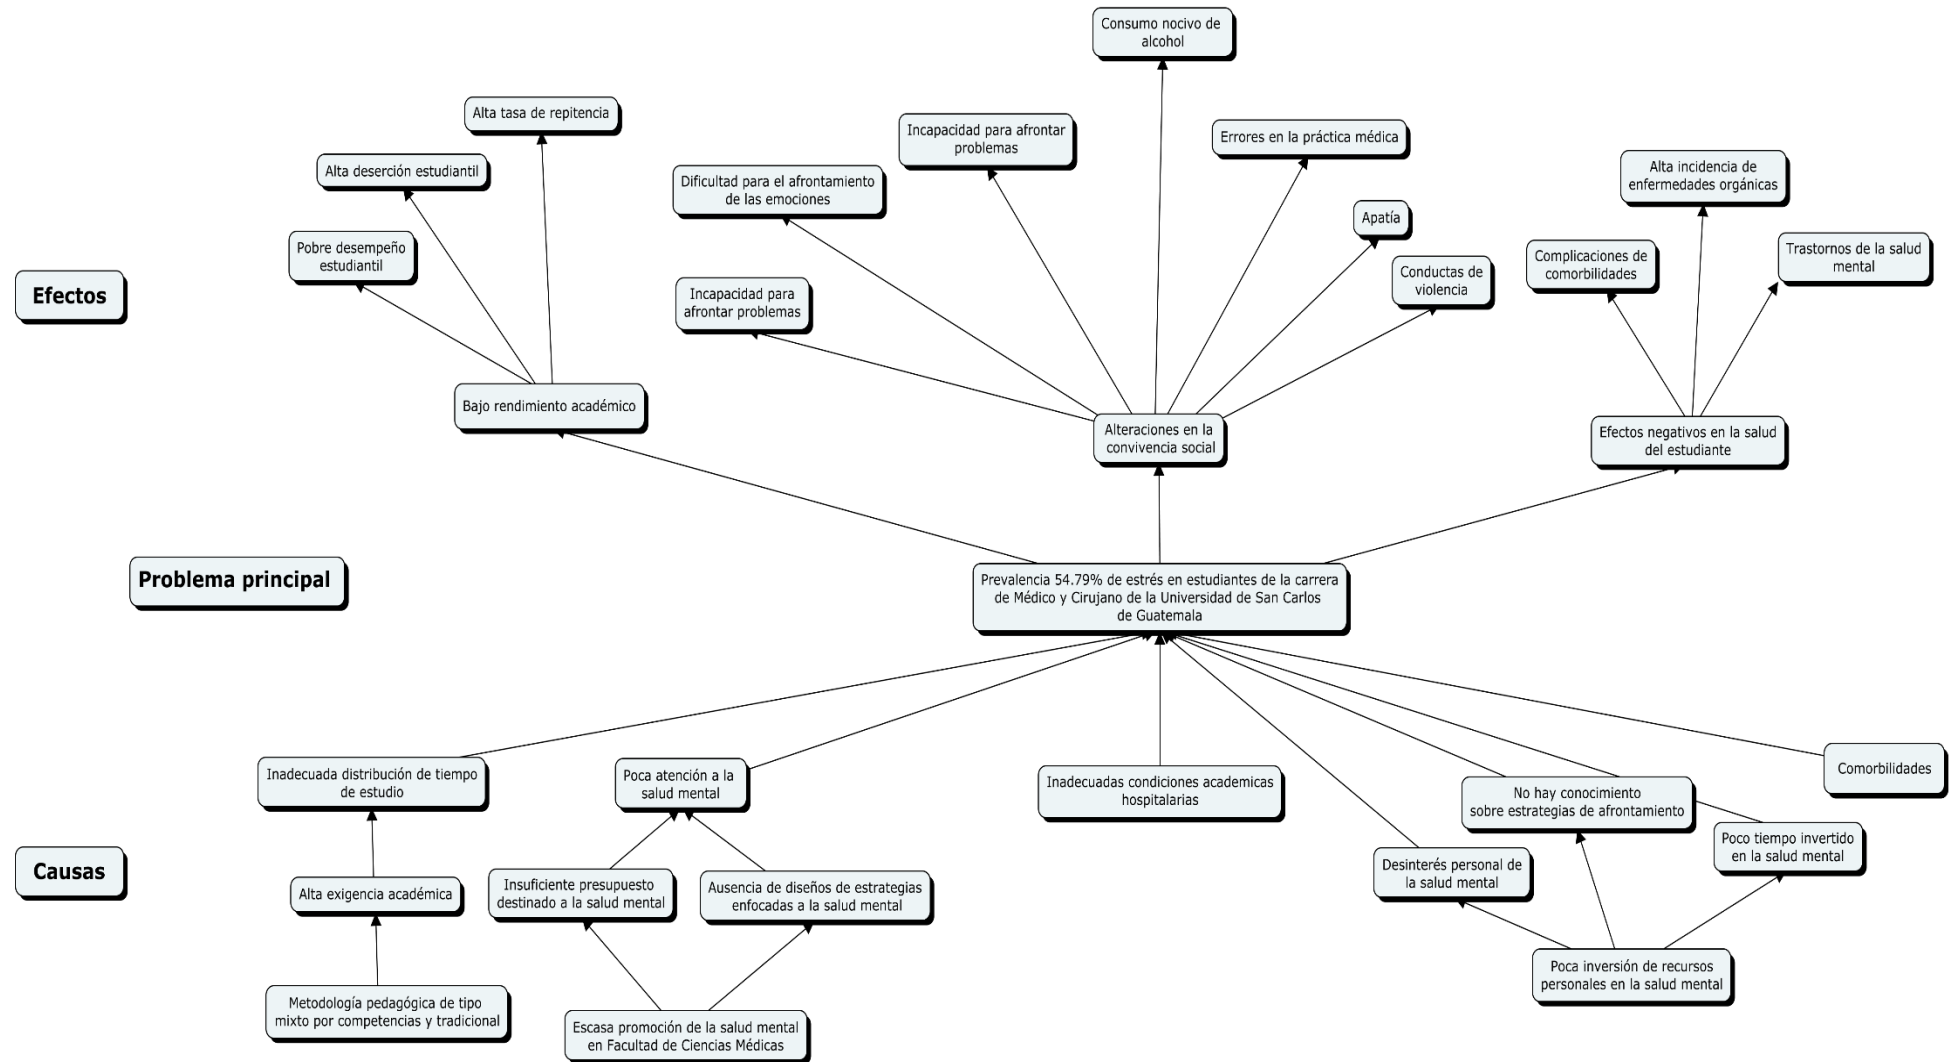 Consumo nocivo de
alcohol
Alta tasa de repitencia
Incapacidad para afrontar
problemas
Errores en la práctica médica
Alta deserción estudiantil
Dificultad para el afrontamiento
de las emociones
Alta incidencia de
enfermedades orgánicas
Apatía
Pobre desempeño
estudiantil
Complicaciones de
comorbilidades
Trastornos de la salud
mental
Efectos
Incapacidad para
afrontar problemas
Conductas de
violencia
Bajo rendimiento académico
Alteraciones en la
convivencia social
Efectos negativos en la salud
del estudiante
Problema principal
Prevalencia 54.79% de estrés en estudiantes de la carrera
de Médico y Cirujano de la Universidad de San Carlos
de Guatemala
Inadecuada distribución de tiempo
de estudio
Poca atención a la
salud mental
Inadecuadas condiciones academicas
hospitalarias
No hay conocimiento
sobre estrategias de afrontamiento
Comorbilidades
Poco tiempo invertido
en la salud mental
Causas
Alta exigencia académica
Insuficiente presupuesto
destinado a la salud mental
Ausencia de diseños de estrategias
enfocadas a la salud mental
Desinterés personal de
la salud mental
Metodología pedagógica de tipo
mixto por competencias y tradicional
Escasa promoción de la salud mental
en Facultad de Ciencias Médicas
Poca inversión de recursos
personales en la salud mental